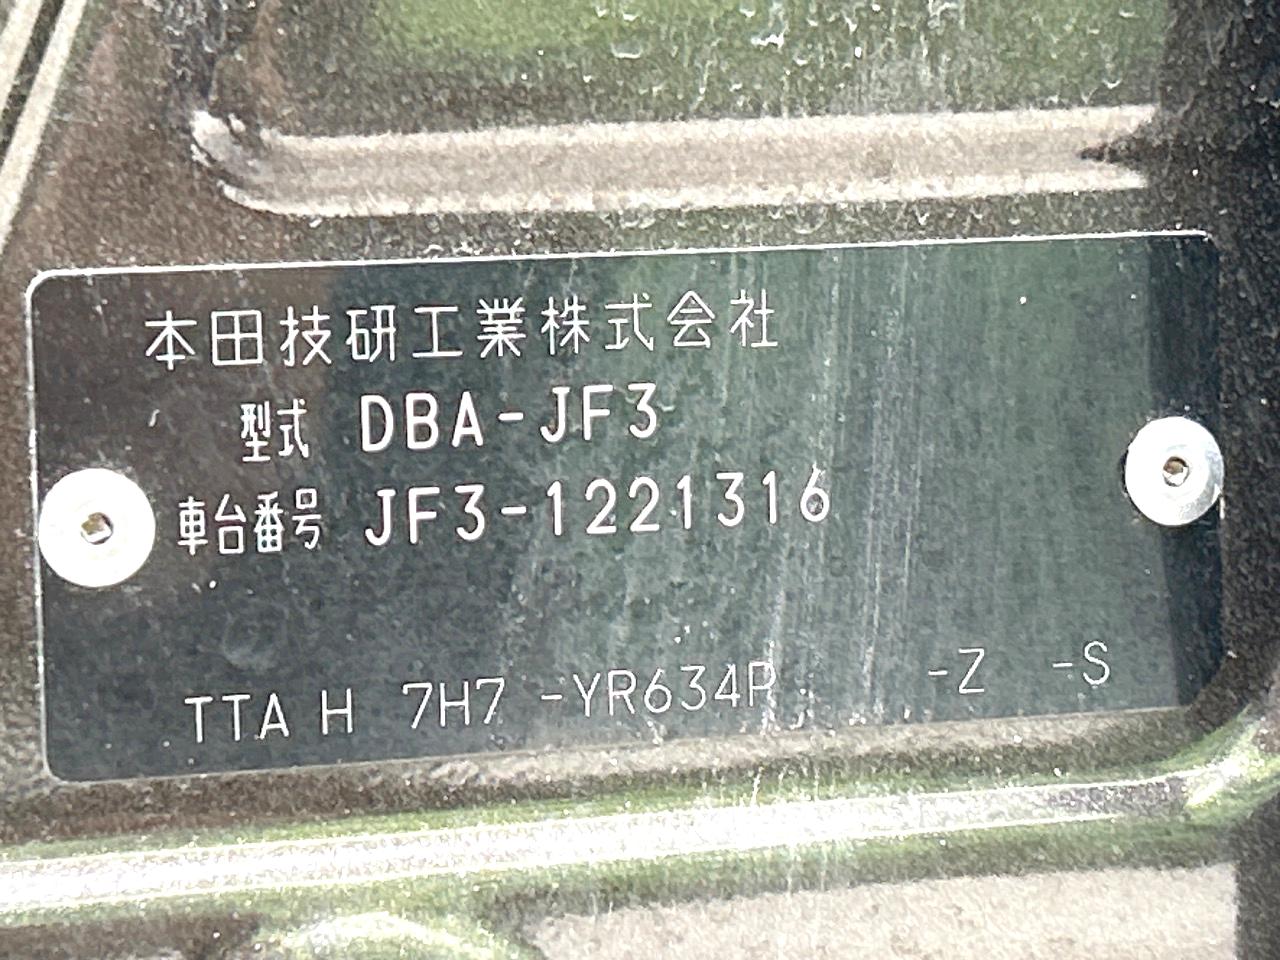 本田技研工業株式会社
型式 DBA-JF3
車台番号 JF3-1221316
TTA H 7H7 -YR634P -Z -S